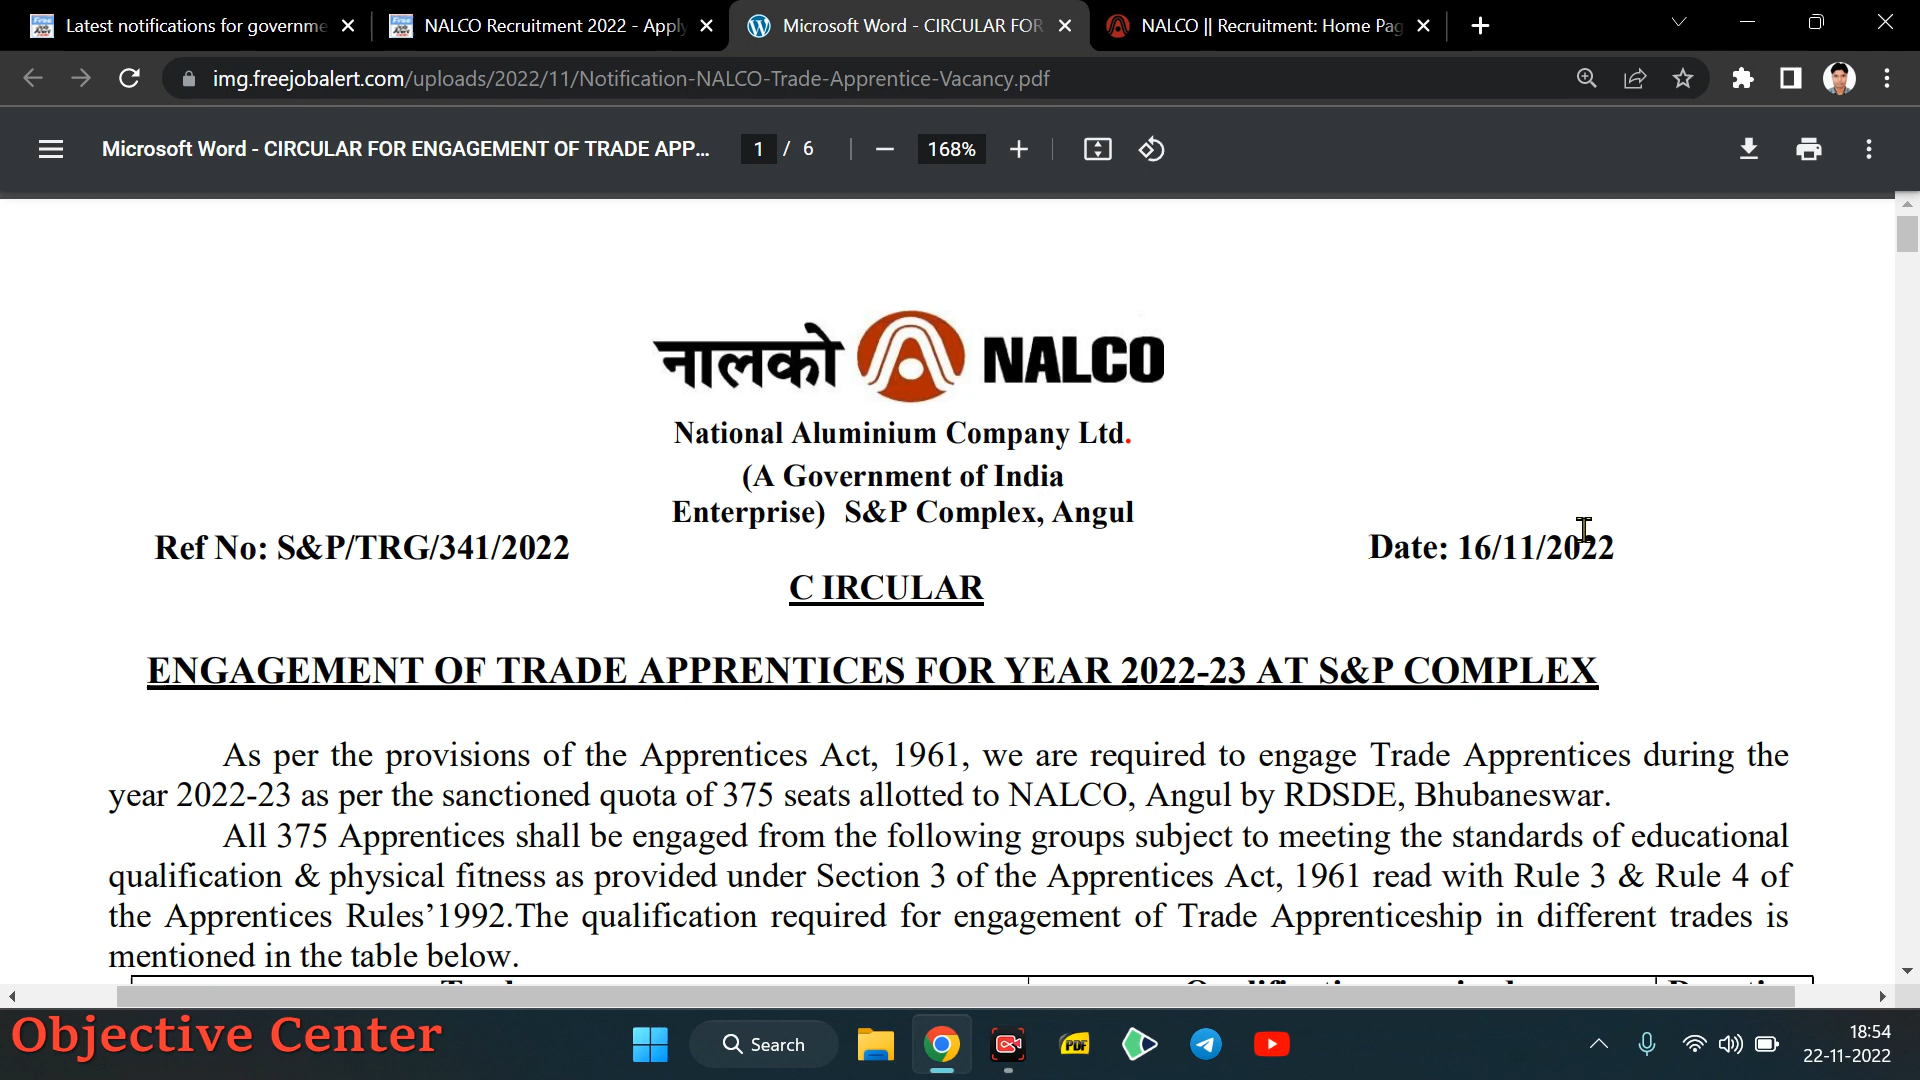 Latest notifications for governme
NALCO Recruitment 2022 - Apply
Microsoft Word - CIRCULAR FOR
NALCO || Recruitment: Home Pag
img.freejobalert.com/uploads/2022/11/Notification-NALCO-Trade-Apprentice-Vacancy.pdf
Microsoft Word - CIRCULAR FOR ENGAGEMENT OF TRADE APP...
1 / 6
168%
नालको NALCO
National Aluminium Company Ltd.
(A Government of India
Enterprise) S&P Complex, Angul
Ref No: S&P/TRG/341/2022
Date: 16/11/2022
C IRCULAR
ENGAGEMENT OF TRADE APPRENTICES FOR YEAR 2022-23 AT S&P COMPLEX
As per the provisions of the Apprentices Act, 1961, we are required to engage Trade Apprentices during the
year 2022-23 as per the sanctioned quota of 375 seats allotted to NALCO, Angul by RDSDE, Bhubaneswar.
All 375 Apprentices shall be engaged from the following groups subject to meeting the standards of educational
qualification & physical fitness as provided under Section 3 of the Apprentices Act, 1961 read with Rule 3 & Rule 4 of
the Apprentices Rules’1992.The qualification required for engagement of Trade Apprenticeship in different trades is
mentioned in the table below.
Objective Center
Search
PDF
18:54
22-11-2022